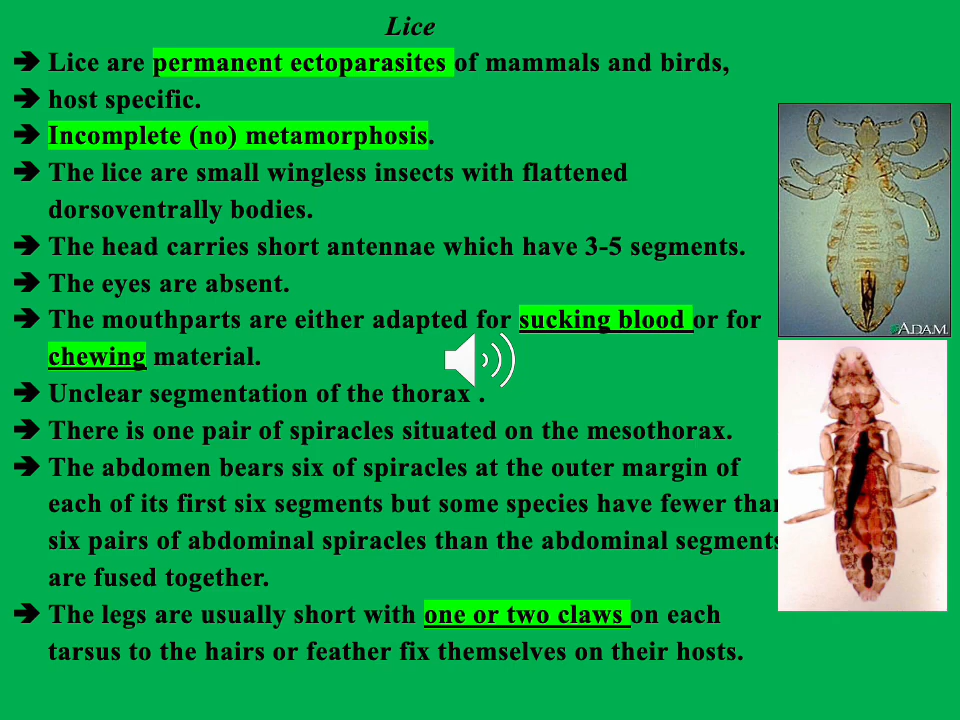 Lice
➔ Lice are permanent ectoparasites of mammals and birds,
➔ host specific.
➔ Incomplete (no) metamorphosis.
➔ The lice are small wingless insects with flattened
dorsoventrally bodies.
➔ The head carries short antennae which have 3-5 segments.
➔ The eyes are absent.
➔ The mouthparts are either adapted for sucking blood or for
chewing material.
➔ Unclear segmentation of the thorax .
➔ There is one pair of spiracles situated on the mesothorax.
➔ The abdomen bears six of spiracles at the outer margin of
each of its first six segments but some species have fewer than
six pairs of abdominal spiracles than the abdominal segments
are fused together.
➔ The legs are usually short with one or two claws on each
tarsus to the hairs or feather fix themselves on their hosts.
ADAM